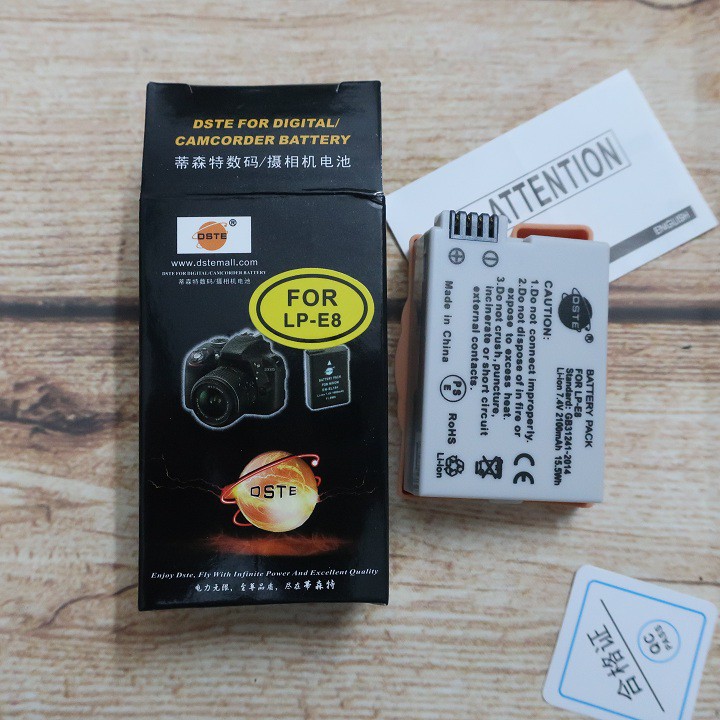 DSTE FOR DIGITAL/
CAMCORDER BATTERY
蒂森特数码/摄相机电池
DSTE®
www.dstemall.com
DSTE FOR DIGITAL/CAMCORDER BATTERY
蒂森特数码/摄相机电池
FOR
LP-E8
BATTERY PACK
DSTE
Enjoy Dste, Fly With Infinite Power And Excellent Quality
电力无限，至尊品质，尽在蒂森特
ATTENTION
ENGLISH
DSTE
BATTERY PACK
FOR LP-E8
Standard: GB31241-2014
Li-ion 7.4V 2100mAh 15.5Wh
CAUTION:
1.Do not connect improperly.
2.Do not dispose of in fire or
expose to excess heat.
3.Do not crush, puncture,
incinerate or short circuit
external contacts.
Made in China
PS
E
RoHS
Li-ion
CE
QC
PASS
合格证